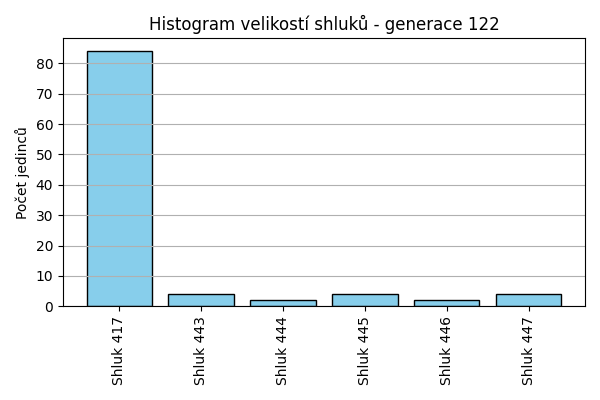 Histogram velikostí shluků - generace 122
Počet jedinců
80
70
60
50
40
30
20
10
0
Shluk 417
Shluk 443
Shluk 444
Shluk 445
Shluk 446
Shluk 447